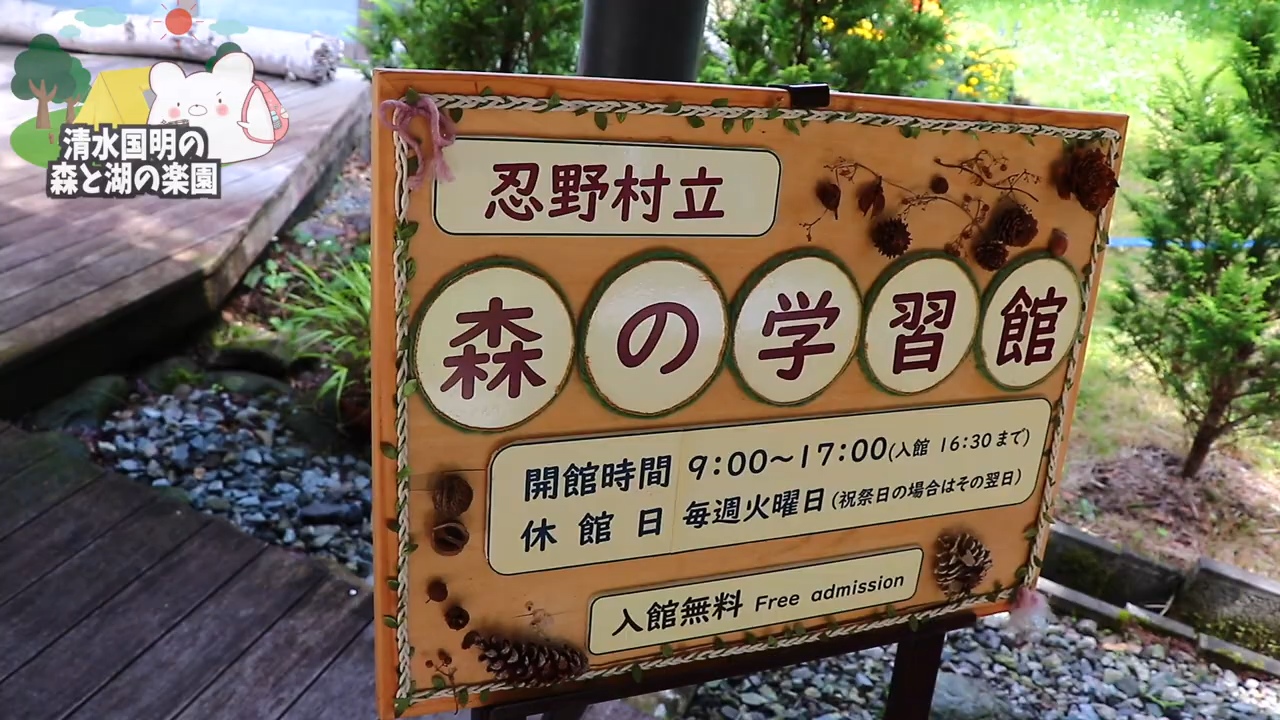 清水国明の
森と湖の楽園
忍野村立
森の学習館
開館時間 9:00〜17:00(入館 16:30まで)
休館日 毎週火曜日(祝祭日の場合はその翌日)
入館無料 Free admission